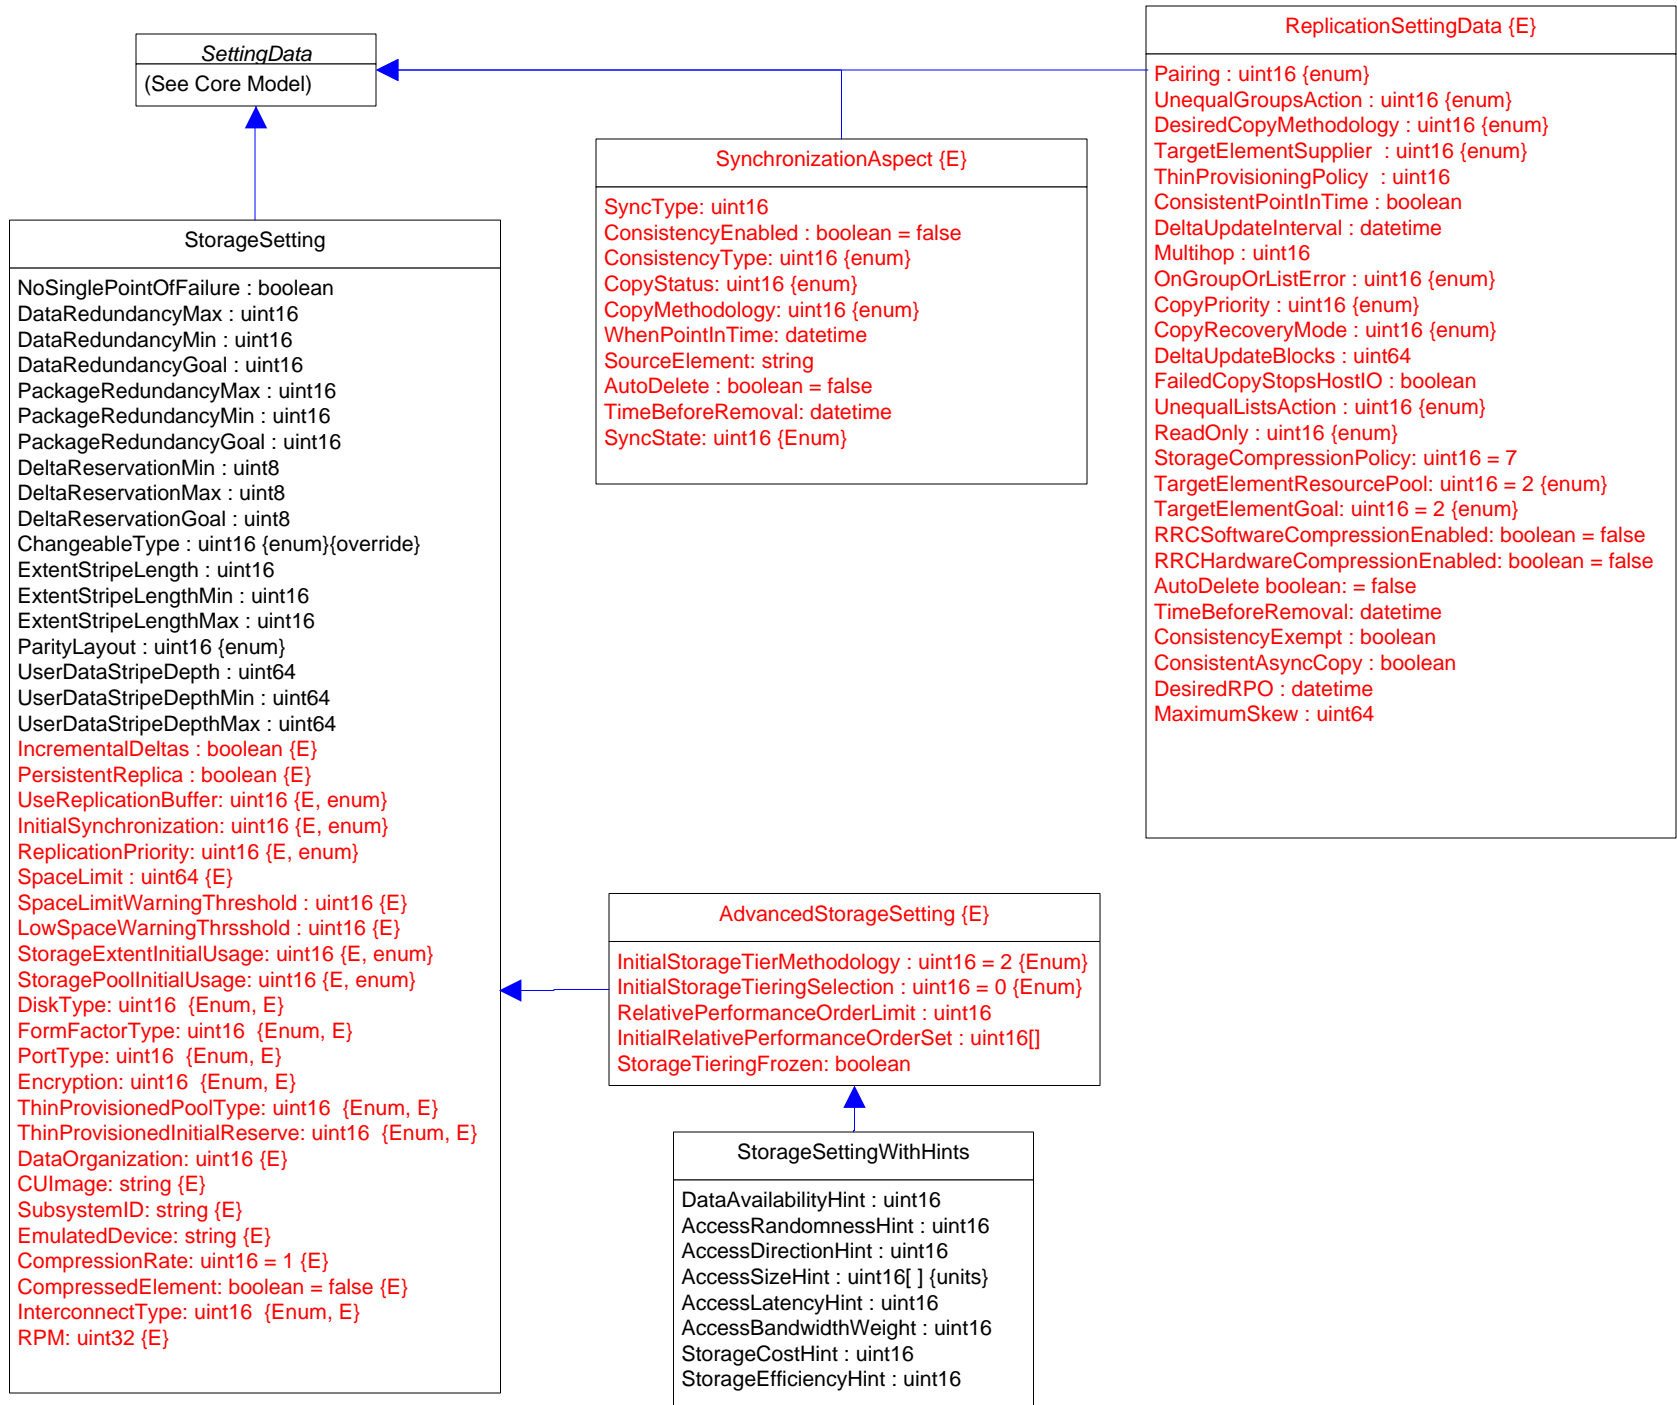 SettingData
(See Core Model)
ReplicationSettingData {E}
Pairing : uint16 {enum}
UnequalGroupsAction : uint16 {enum}
DesiredCopyMethodology : uint16 {enum}
TargetElementSupplier  : uint16 {enum}
ThinProvisioningPolicy  : uint16
ConsistentPointInTime : boolean
DeltaUpdateInterval : datetime
Multihop : uint16
OnGroupOrListError : uint16 {enum}
CopyPriority : uint16 {enum}
CopyRecoveryMode : uint16 {enum}
DeltaUpdateBlocks : uint64
FailedCopyStopsHostIO : boolean
UnequalListsAction : uint16 {enum}
ReadOnly : uint16 {enum}
StorageCompressionPolicy: uint16 = 7
TargetElementResourcePool: uint16 = 2 {enum}
TargetElementGoal: uint16 = 2 {enum}
RRCSoftwareCompressionEnabled: boolean = false
RRCHardwareCompressionEnabled: boolean = false
AutoDelete boolean: = false
TimeBeforeRemoval: datetime
ConsistencyExempt : boolean
ConsistentAsyncCopy : boolean
DesiredRPO : datetime
MaximumSkew : uint64
SynchronizationAspect {E}
SyncType: uint16
ConsistencyEnabled : boolean = false
ConsistencyType: uint16 {enum}
CopyStatus: uint16 {enum}
CopyMethodology: uint16 {enum}
WhenPointInTime: datetime
SourceElement: string
AutoDelete : boolean = false
TimeBeforeRemoval: datetime
SyncState: uint16 {Enum}
StorageSetting
NoSinglePointOfFailure : boolean
DataRedundancyMax : uint16
DataRedundancyMin : uint16
DataRedundancyGoal : uint16
PackageRedundancyMax : uint16
PackageRedundancyMin : uint16
PackageRedundancyGoal : uint16
DeltaReservationMin : uint8
DeltaReservationMax : uint8
DeltaReservationGoal : uint8
ChangeableType : uint16 {enum}{override}
ExtentStripeLength : uint16
ExtentStripeLengthMin : uint16
ExtentStripeLengthMax : uint16
ParityLayout : uint16 {enum}
UserDataStripeDepth : uint64
UserDataStripeDepthMin : uint64
UserDataStripeDepthMax : uint64
IncrementalDeltas : boolean {E}
PersistentReplica : boolean {E}
UseReplicationBuffer: uint16 {E, enum}
InitialSynchronization: uint16 {E, enum}
ReplicationPriority: uint16 {E, enum}
SpaceLimit : uint64 {E}
SpaceLimitWarningThreshold : uint16 {E}
LowSpaceWarningThrsshold : uint16 {E}
StorageExtentInitialUsage: uint16 {E, enum}
StoragePoolInitialUsage: uint16 {E, enum}
DiskType: uint16  {Enum, E}
FormFactorType: uint16  {Enum, E}
PortType: uint16  {Enum, E}
Encryption: uint16  {Enum, E}
ThinProvisionedPoolType: uint16  {Enum, E}
ThinProvisionedInitialReserve: uint16  {Enum, E}
DataOrganization: uint16 {E}
CUImage: string {E}
SubsystemID: string {E}
EmulatedDevice: string {E}
CompressionRate: uint16 = 1 {E}
CompressedElement: boolean = false {E}
InterconnectType: uint16  {Enum, E}
RPM: uint32 {E}
AdvancedStorageSetting {E}
InitialStorageTierMethodology : uint16 = 2 {Enum}
InitialStorageTieringSelection : uint16 = 0 {Enum}
RelativePerformanceOrderLimit : uint16
InitialRelativePerformanceOrderSet : uint16[]
StorageTieringFrozen: boolean
StorageSettingWithHints
DataAvailabilityHint : uint16
AccessRandomnessHint : uint16
AccessDirectionHint : uint16
AccessSizeHint : uint16[ ] {units}
AccessLatencyHint : uint16
AccessBandwidthWeight : uint16
StorageCostHint : uint16
StorageEfficiencyHint : uint16